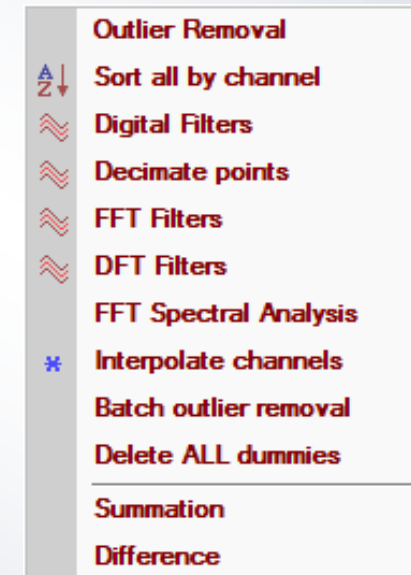 Outlier Removal
Sort all by channel
Digital Filters
Decimate points
FFT Filters
DFT Filters
FFT Spectral Analysis
Interpolate channels
Batch outlier removal
Delete ALL dummies
Summation
Difference